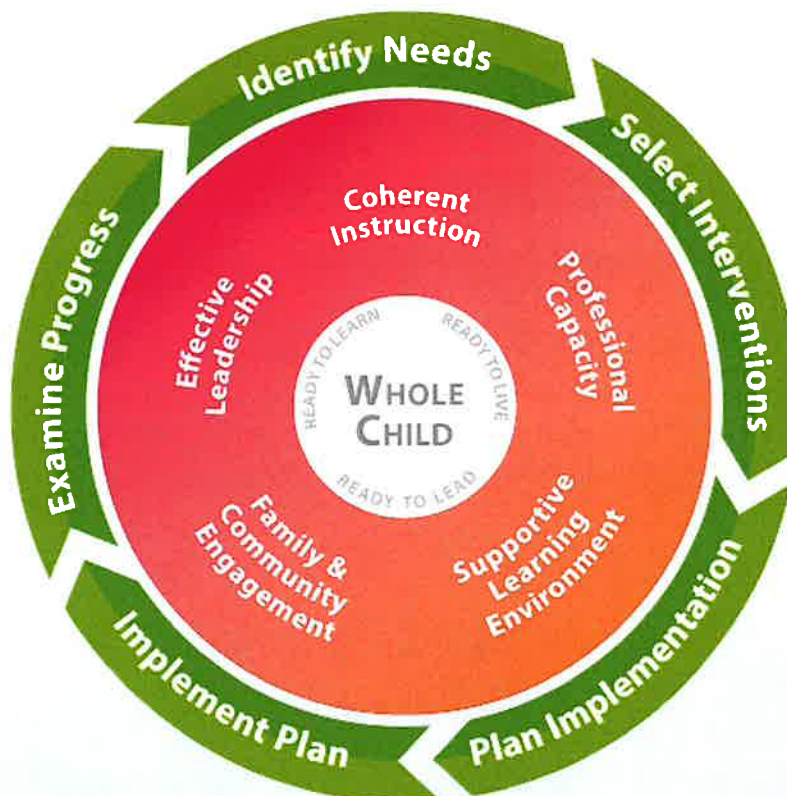 Identify Needs
Select Interventions
Plan Implementation
Implement Plan
Examine Progress
Coherent
Instruction
Professional
Capacity
Supportive
Learning
Environment
Family &
Community
Engagement
Effective
Leadership
READY TO LEARN
READY TO LIVE
READY TO LEAD
WHOLE
CHILD